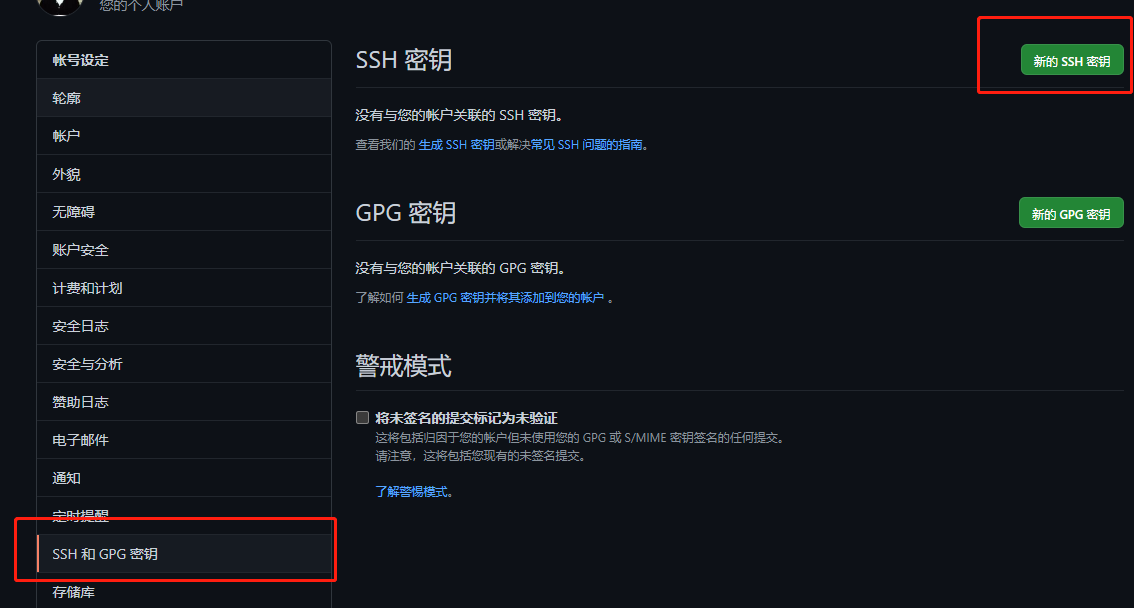 您的个人账户
帐号设定
轮廓
帐户
外貌
无障碍
账户安全
计费和计划
安全日志
安全与分析
赞助日志
电子邮件
通知
定时提醒
SSH 和 GPG 密钥
存储库
SSH 密钥
新的 SSH 密钥
没有与您的帐户关联的 SSH 密钥。
查看我们的 生成 SSH 密钥或解决常见 SSH 问题的指南。
GPG 密钥
新的 GPG 密钥
没有与您的帐户关联的 GPG 密钥。
了解如何 生成 GPG 密钥并将其添加到您的帐户 。
警戒模式
将未签名的提交标记为未验证
这将包括归因于您的帐户但未使用您的 GPG 或 S/MIME 密钥签名的任何提交。
请注意，这将包括您现有的未签名提交。
了解警惕模式。